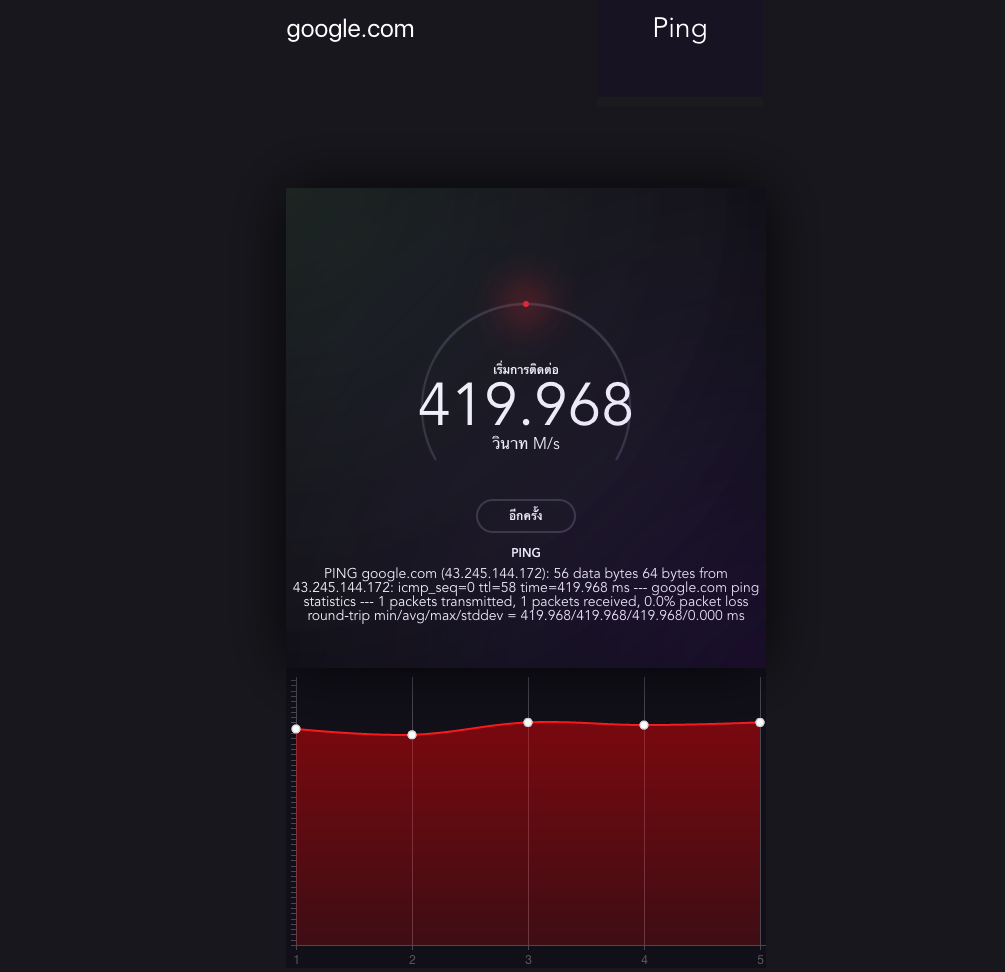 google.com
Ping
เริ่มการติดต่อ
419.968
วินาท M/s
อีกครั้ง
PING
PING google.com (43.245.144.172): 56 data bytes 64 bytes from
43.245.144.172: icmp_seq=0 ttl=58 time=419.968 ms --- google.com ping
statistics --- 1 packets transmitted, 1 packets received, 0.0% packet loss
round-trip min/avg/max/stddev = 419.968/419.968/419.968/0.000 ms
1 2 3 4 5